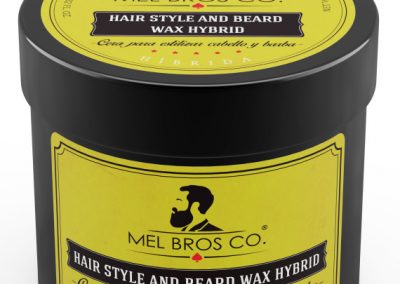 MEL BROS CO.
HAIR STYLE AND BEARD
WAX HYBRID
Cera para estilizar cabello y barba
HÍBRIDA
MEL BROS CO.®
HAIR STYLE AND BEARD WAX HYBRID